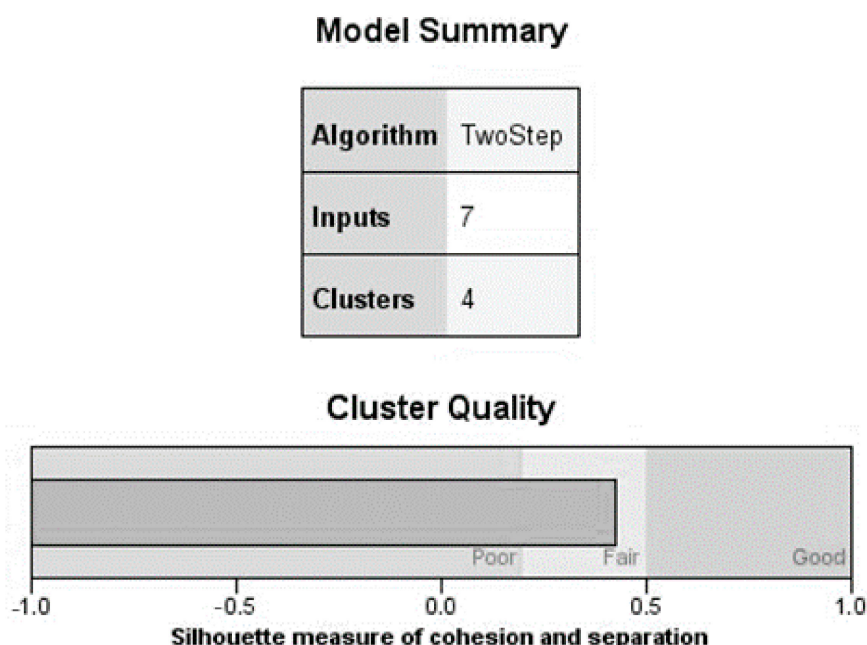 Model Summary
Algorithm TwoStep
Inputs 7
Clusters 4
Cluster Quality
Poor Fair Good
-1.0 -0.5 0.0 0.5 1.0
Silhouette measure of cohesion and separation